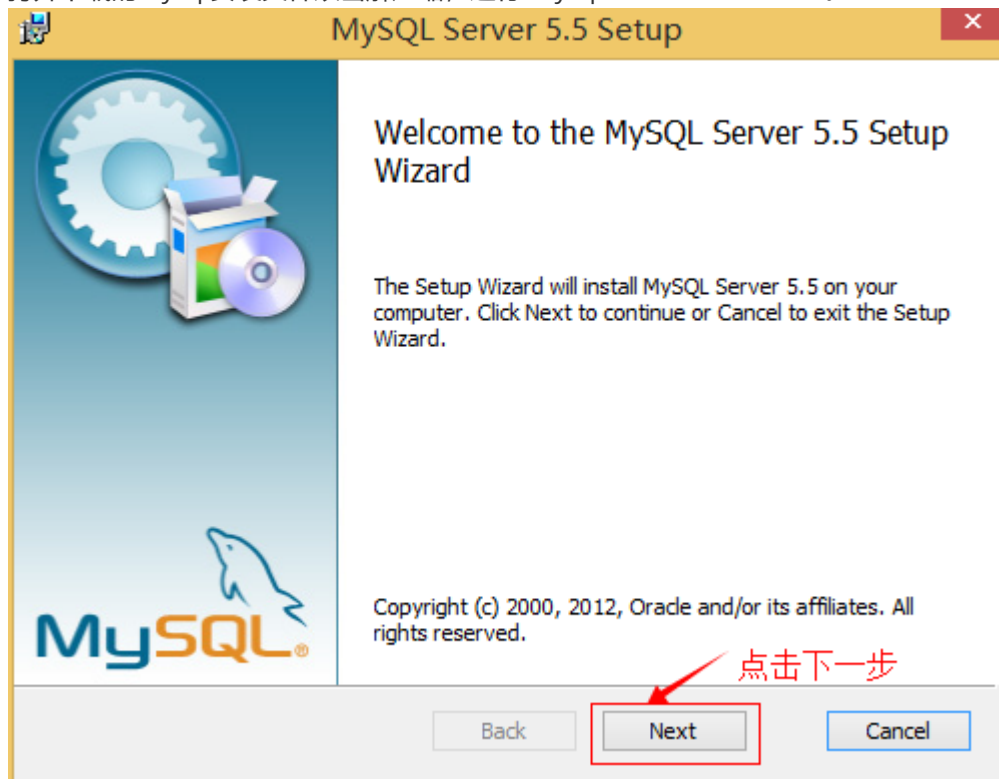 MySQL Server 5.5 Setup
Welcome to the MySQL Server 5.5 Setup
Wizard
The Setup Wizard will install MySQL Server 5.5 on your
computer. Click Next to continue or Cancel to exit the Setup
Wizard.
MySQL®
Copyright (c) 2000, 2012, Oracle and/or its affiliates. All
rights reserved.
点击下一步
Back Next Cancel